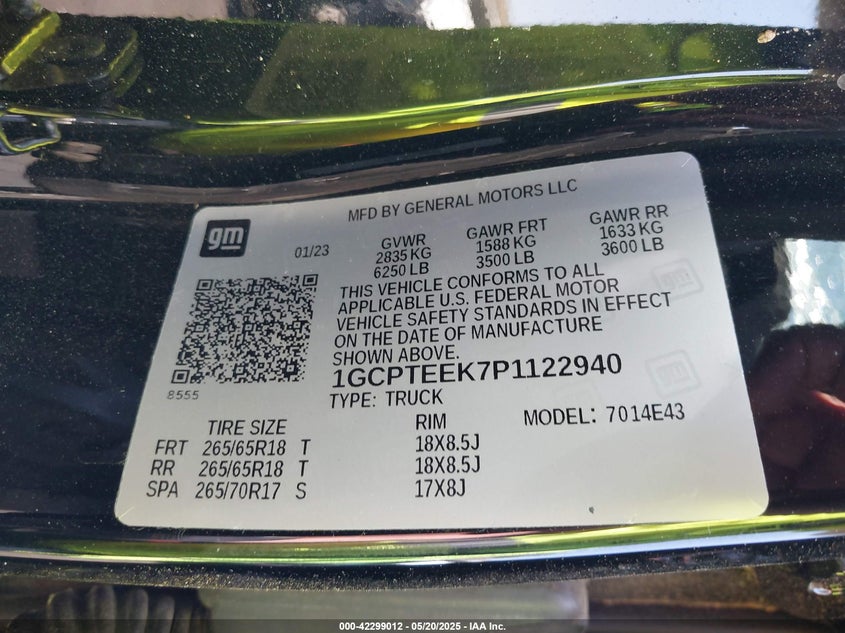 MFD BY GENERAL MOTORS LLC
gm
01/23
GVWR
2835 KG
6250 LB
GAWR FRT
1588 KG
3500 LB
GAWR RR
1633 KG
3600 LB
THIS VEHICLE CONFORMS TO ALL
APPLICABLE U.S. FEDERAL MOTOR
VEHICLE SAFETY STANDARDS IN EFFECT
ON THE DATE OF MANUFACTURE
SHOWN ABOVE.
1GCPTEEK7P1122940
8555
TYPE: TRUCK
MODEL: 7014E43
TIRE SIZE RIM
FRT 265/65R18 T 18X8.5J
RR 265/65R18 T 18X8.5J
SPA 265/70R17 S 17X8J
000-42299012 - 05/20/2025 - IAA Inc.